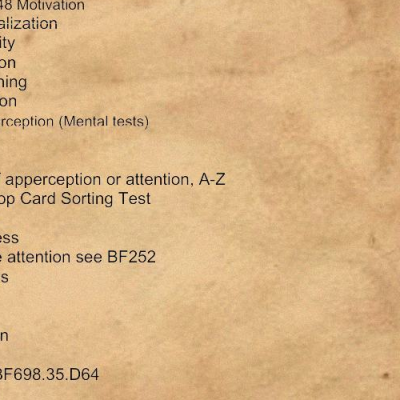 48 Motivation
alization
ity
on
ning
on
rception (Mental tests)
apperception or attention, A-Z
op Card Sorting Test
ess
e attention see BF252
s
n
BF698.35.D64